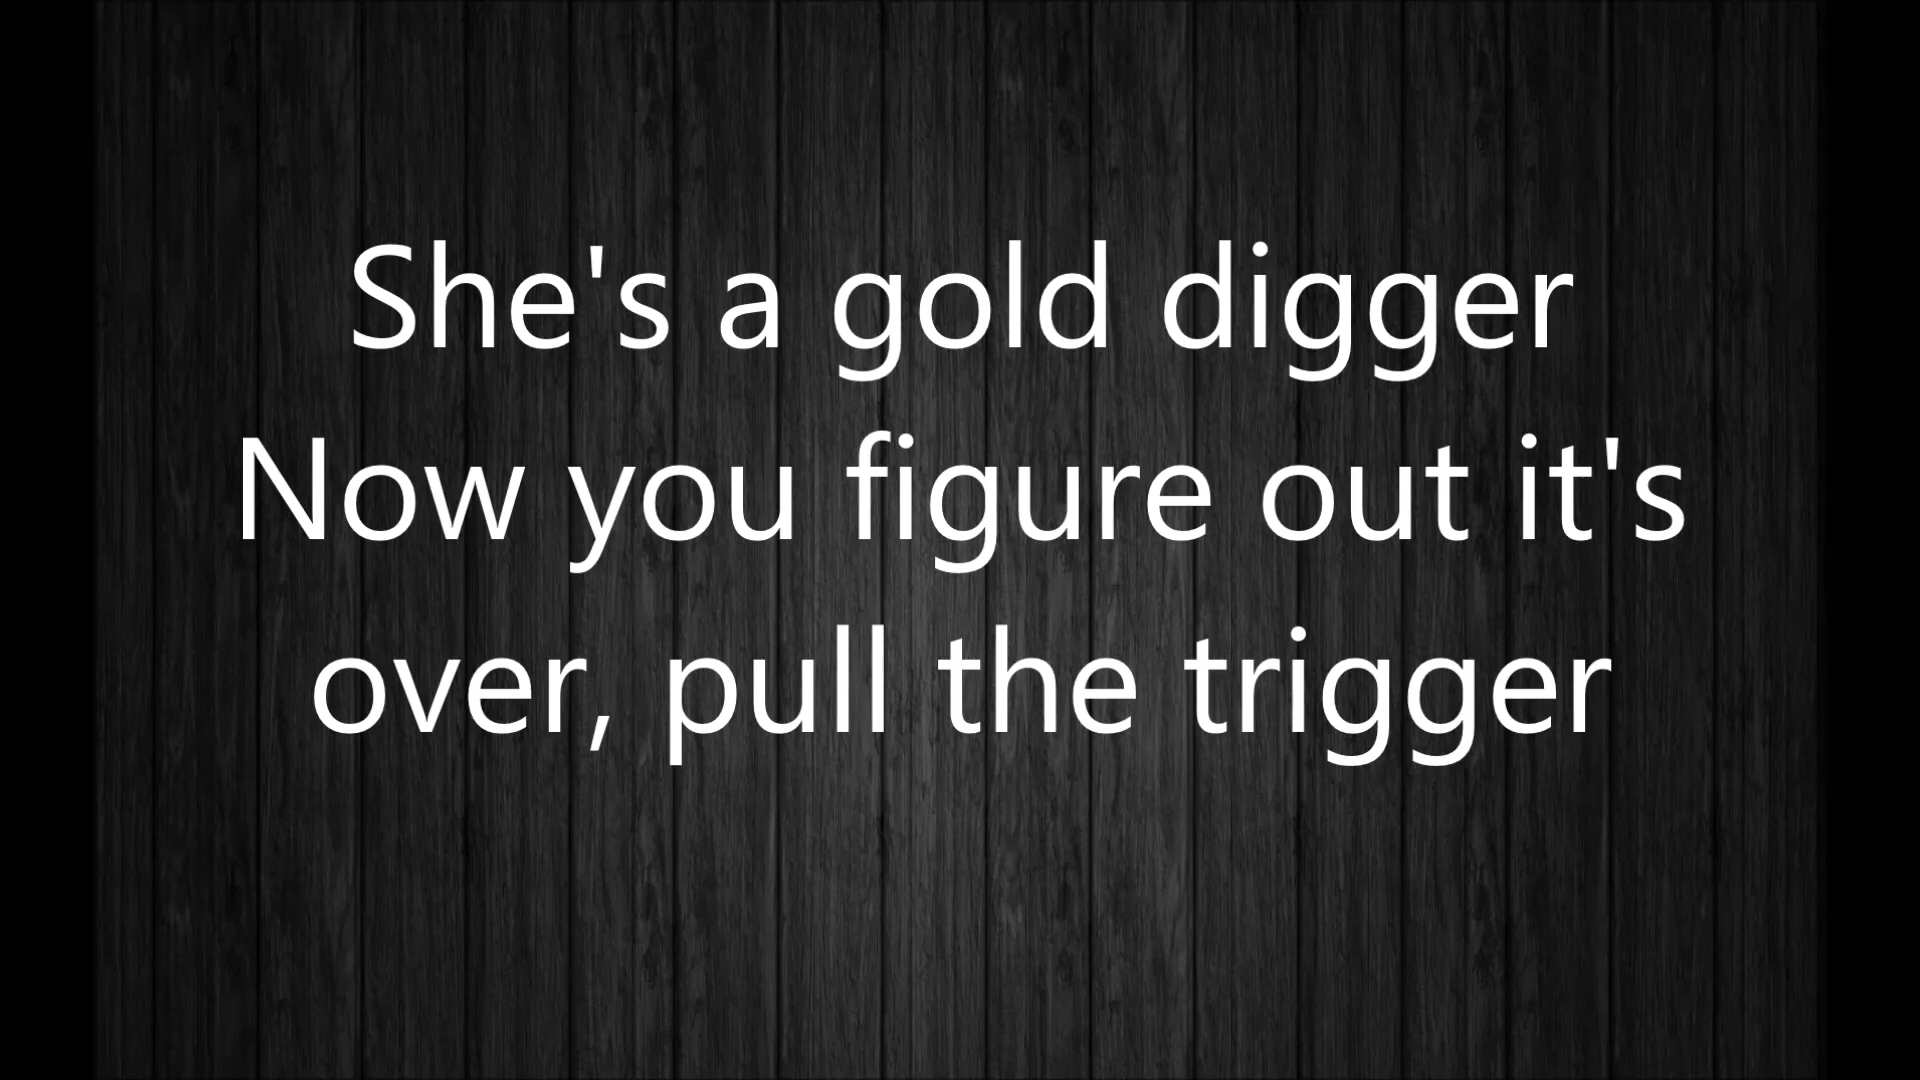 She's a gold digger
Now you figure out it's
over, pull the trigger